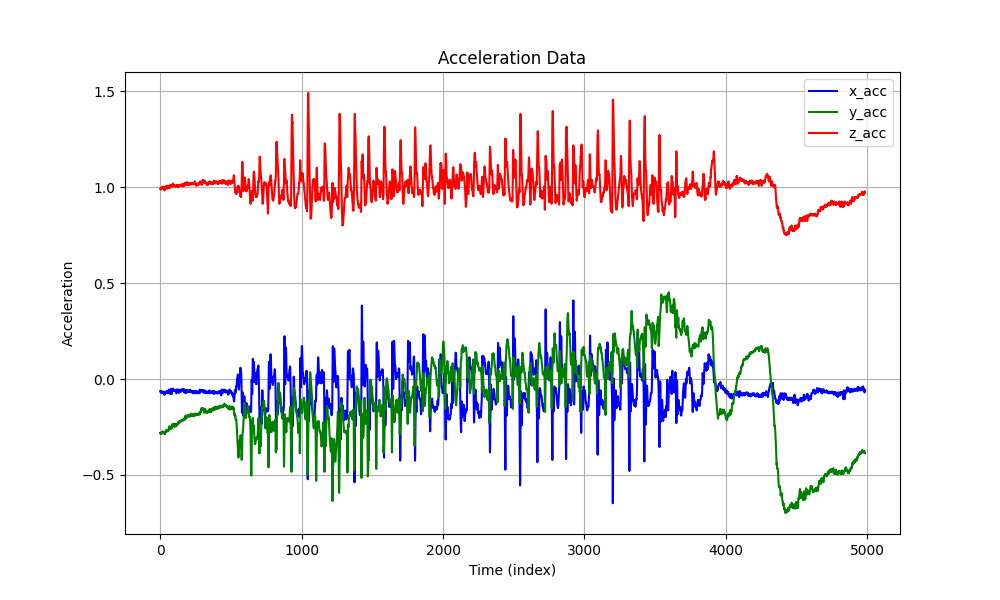 Acceleration Data
x_acc
y_acc
z_acc
1.5
1.0
0.5
0.0
−0.5
Acceleration
0 1000 2000 3000 4000 5000
Time (index)